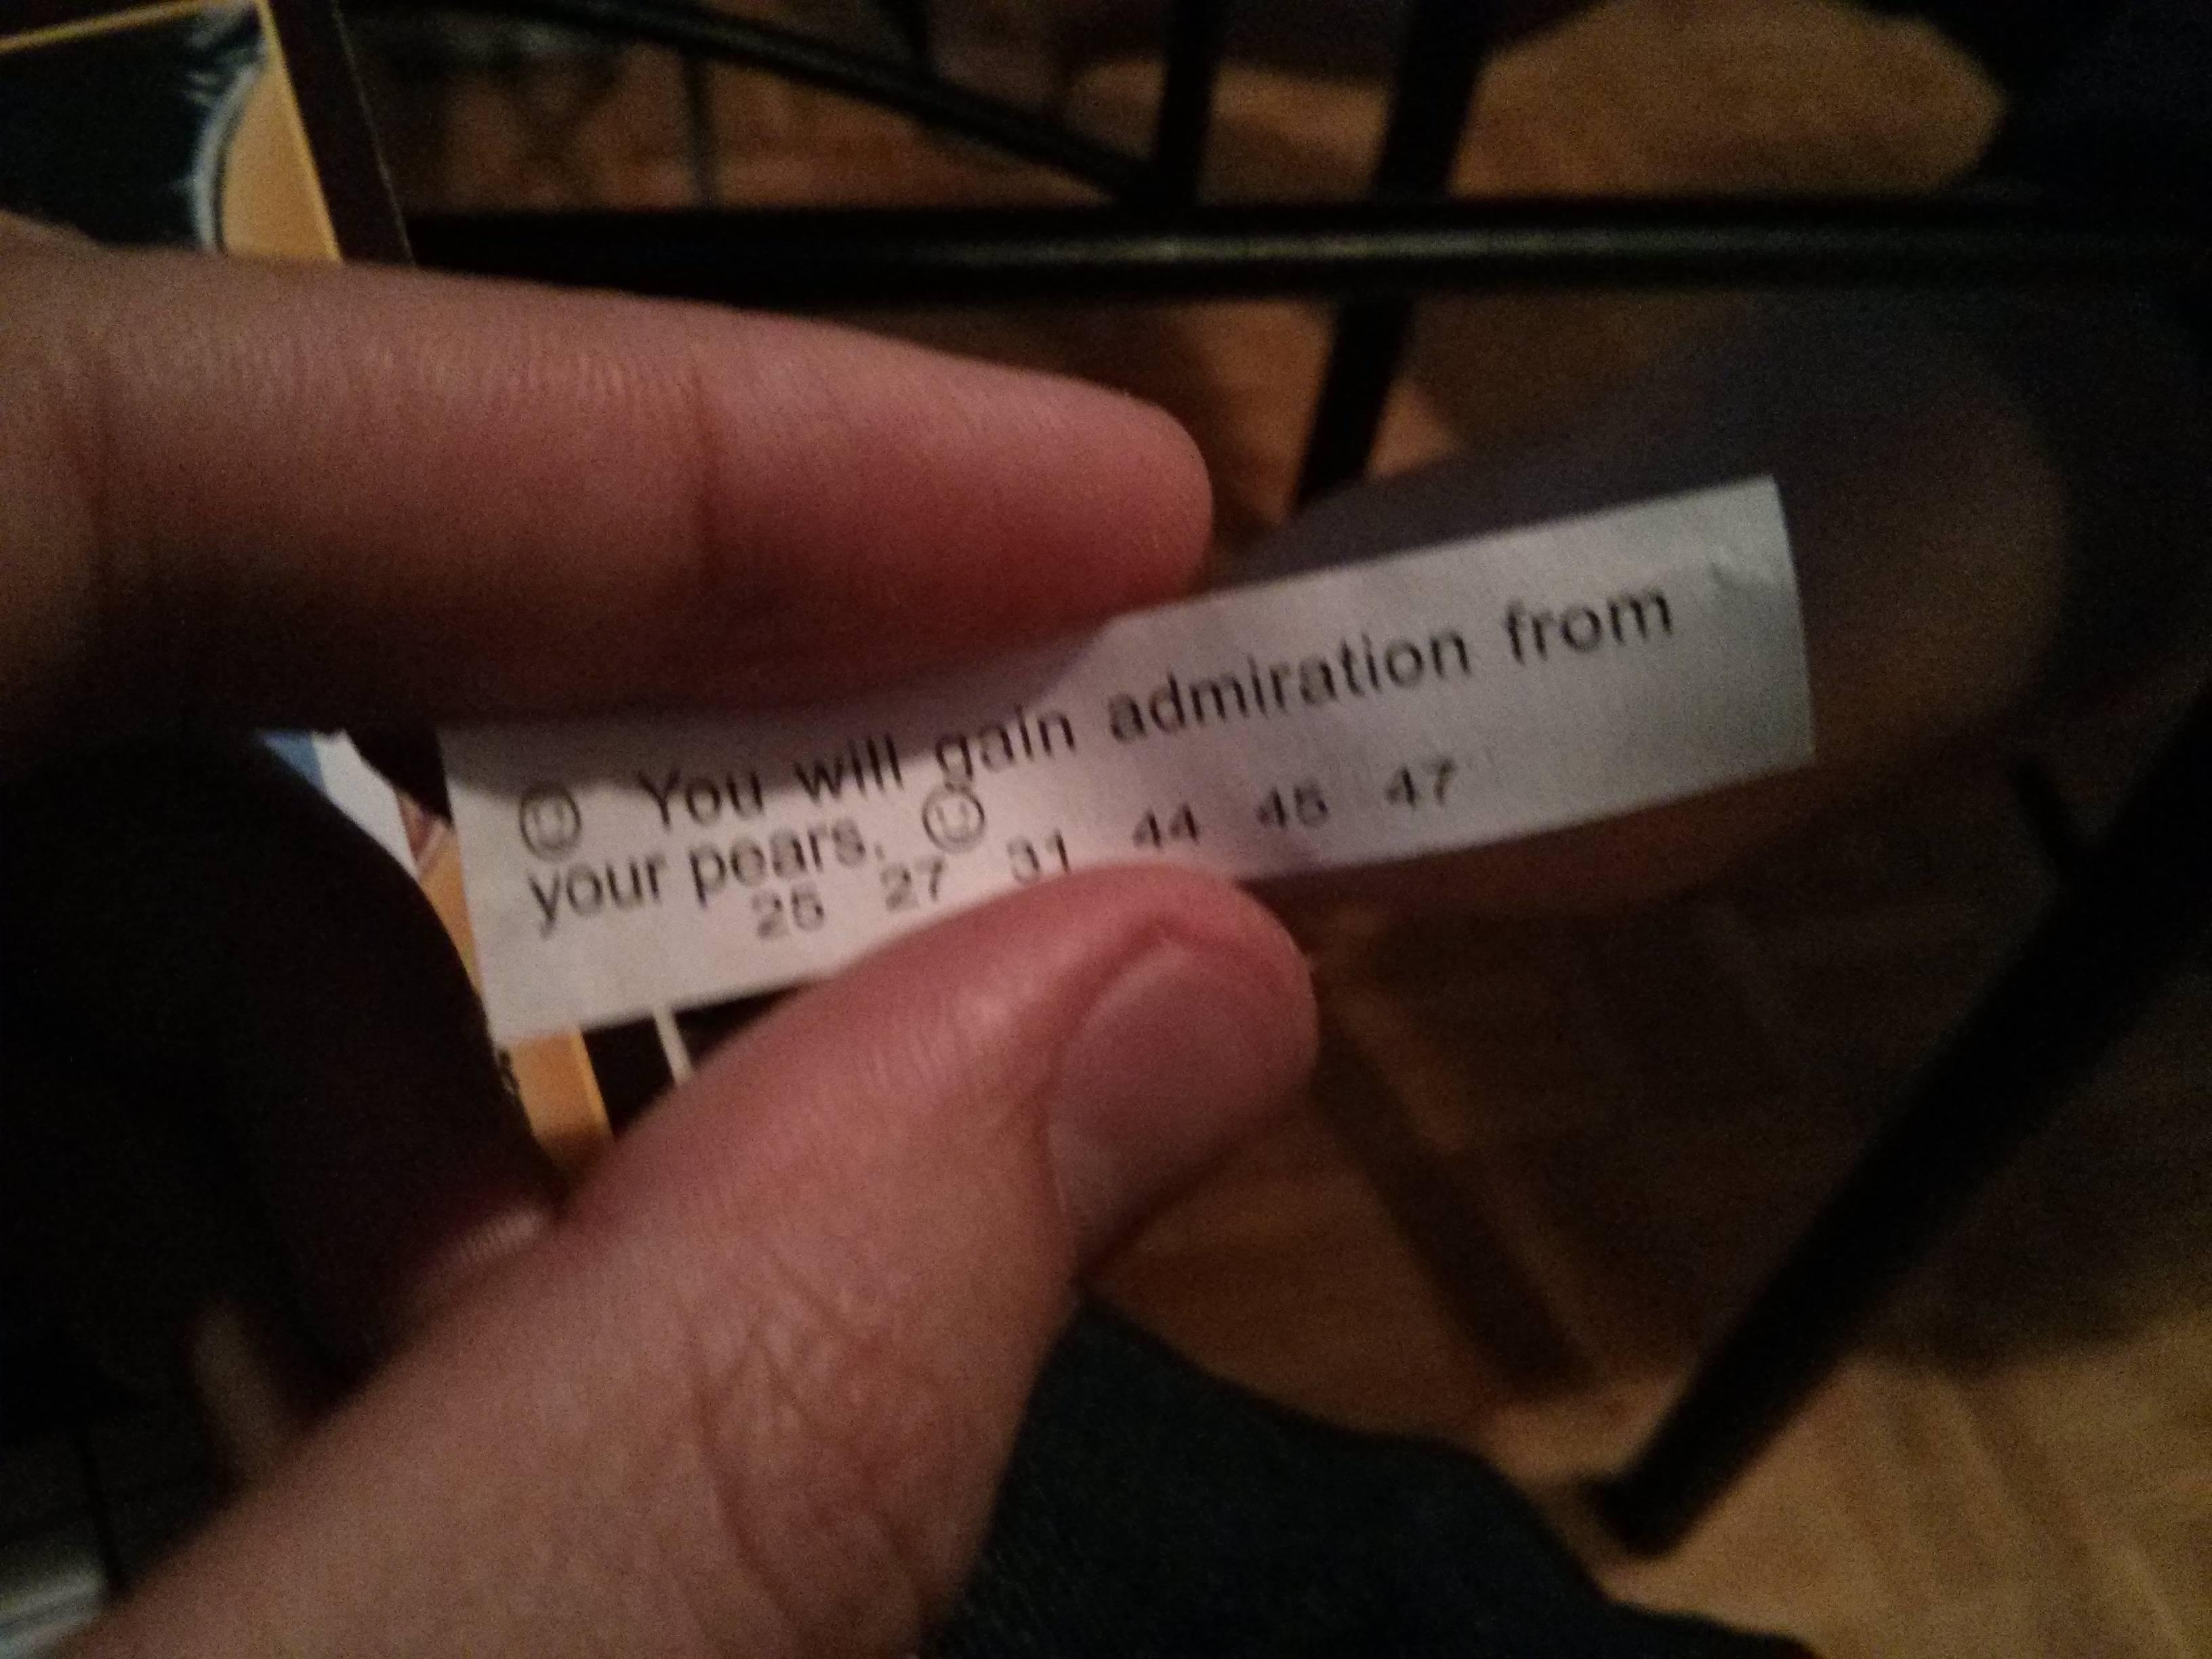 ☺ You will gain admiration from
your pears. ☺
25 27 31 44 45 47